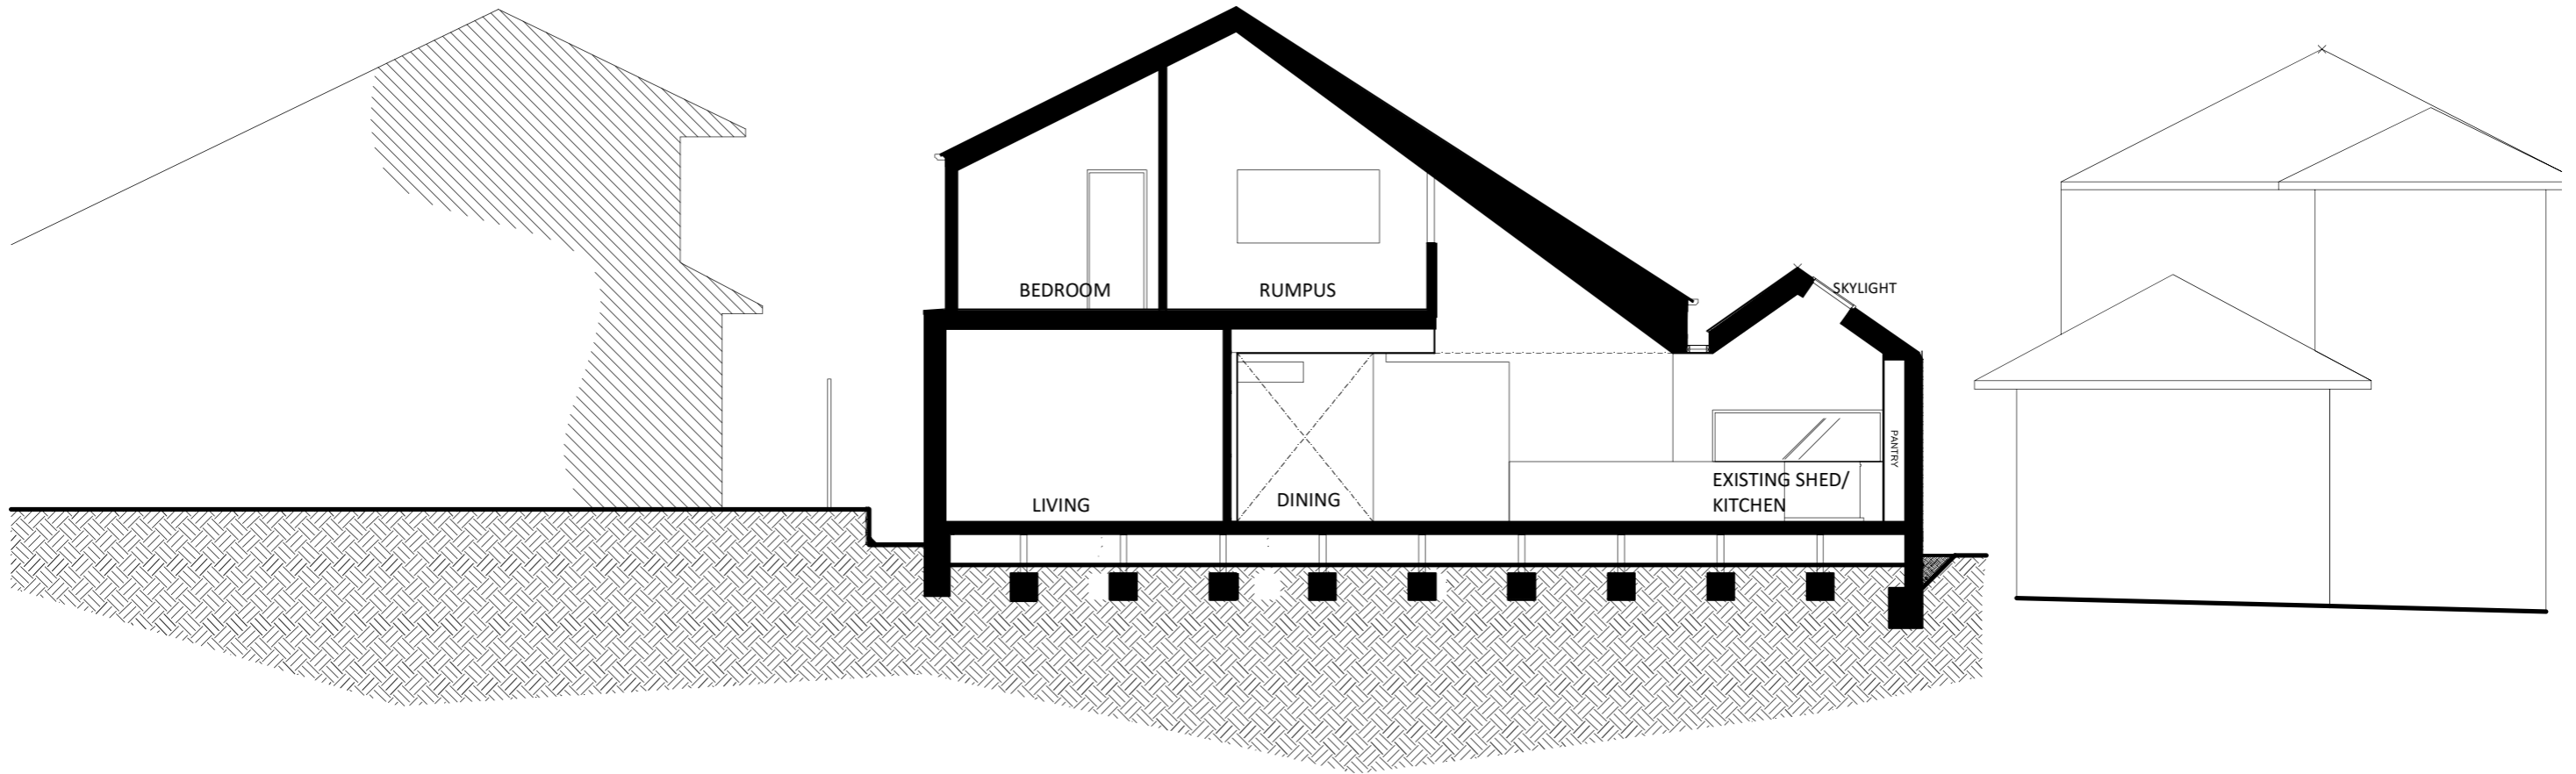 BEDROOM
RUMPUS
SKYLIGHT
LIVING
DINING
EXISTING SHED/
KITCHEN
PANTRY